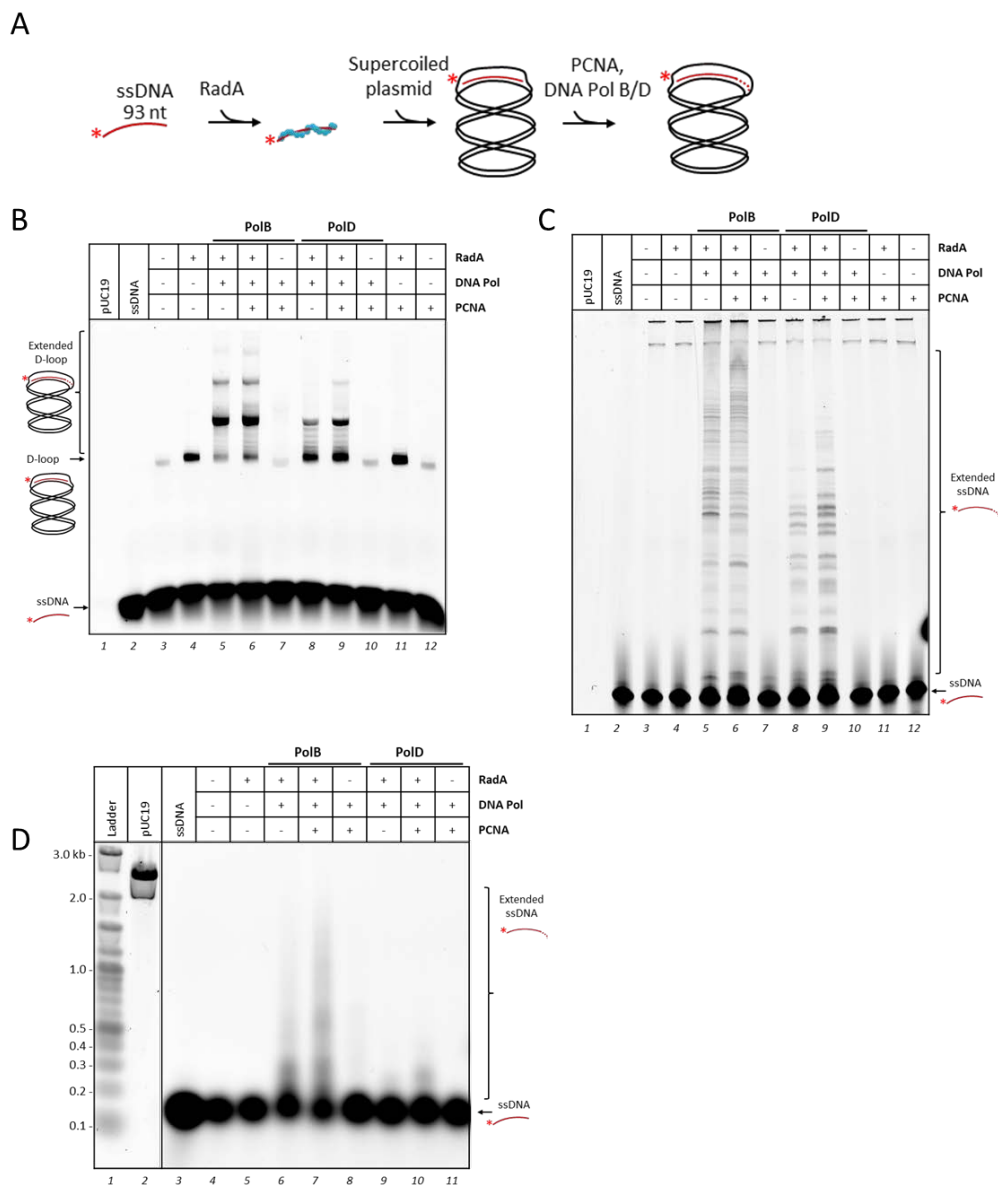 A
ssDNA
93 nt
RadA
Supercoiled
plasmid
PCNA,
DNA Pol B/D
*
*
*
*
B
PolB PolD
pUC19 ssDNA - + + + - + + - + - RadA
- - + + + + + + - - DNA Pol
- - - + + - + + + + PCNA
Extended
D-loop
*
D-loop
*
ssDNA
*
1 2 3 4 5 6 7 8 9 10 11 12
C
PolB PolD
pUC19 ssDNA - + + + - + + - + - RadA
- - + + + + + + - - DNA Pol
- - - + + - + + + + PCNA
Extended
ssDNA
*
ssDNA
*
1 2 3 4 5 6 7 8 9 10 11 12
D
PolB PolD
Ladder pUC19 ssDNA - + + + - + + - RadA
- - + + + + + + DNA Pol
- - - + + - + + PCNA
3.0 kb -
2.0 -
1.0 -
0.5 -
0.4 -
0.3 -
0.2 -
0.1 -
Extended
ssDNA
*
ssDNA
*
1 2 3 4 5 6 7 8 9 10 11